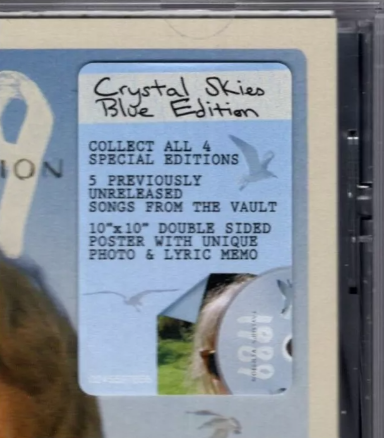 Crystal Skies
Blue Edition
ION
COLLECT ALL 4
SPECIAL EDITIONS
5 PREVIOUSLY
UNRELEASED
SONGS FROM THE VAULT
10"x10" DOUBLE SIDED
POSTER WITH UNIQUE
PHOTO & LYRIC MEMO
1989